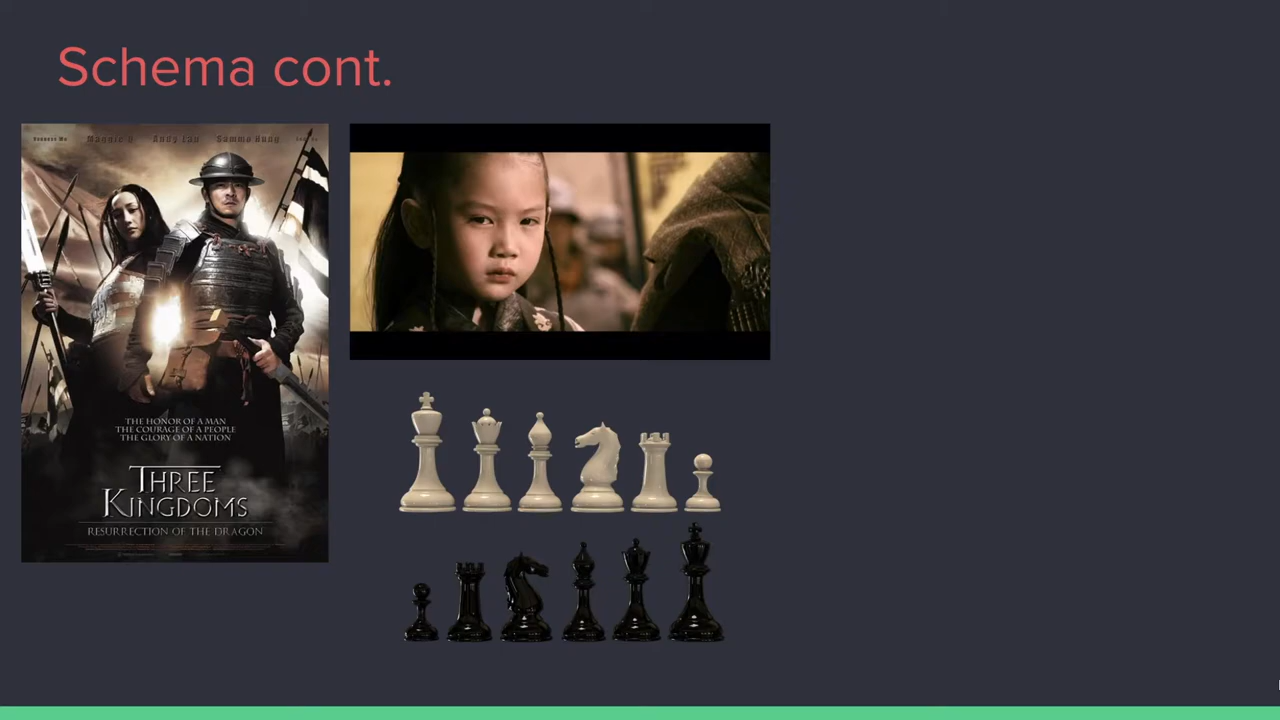 Schema cont.
Maggie Q Andy Lau Sammo Hung
THE HONOR OF A MAN
THE COURAGE OF A PEOPLE
THE GLORY OF A NATION
THREE
KINGDOMS
RESURRECTION OF THE DRAGON